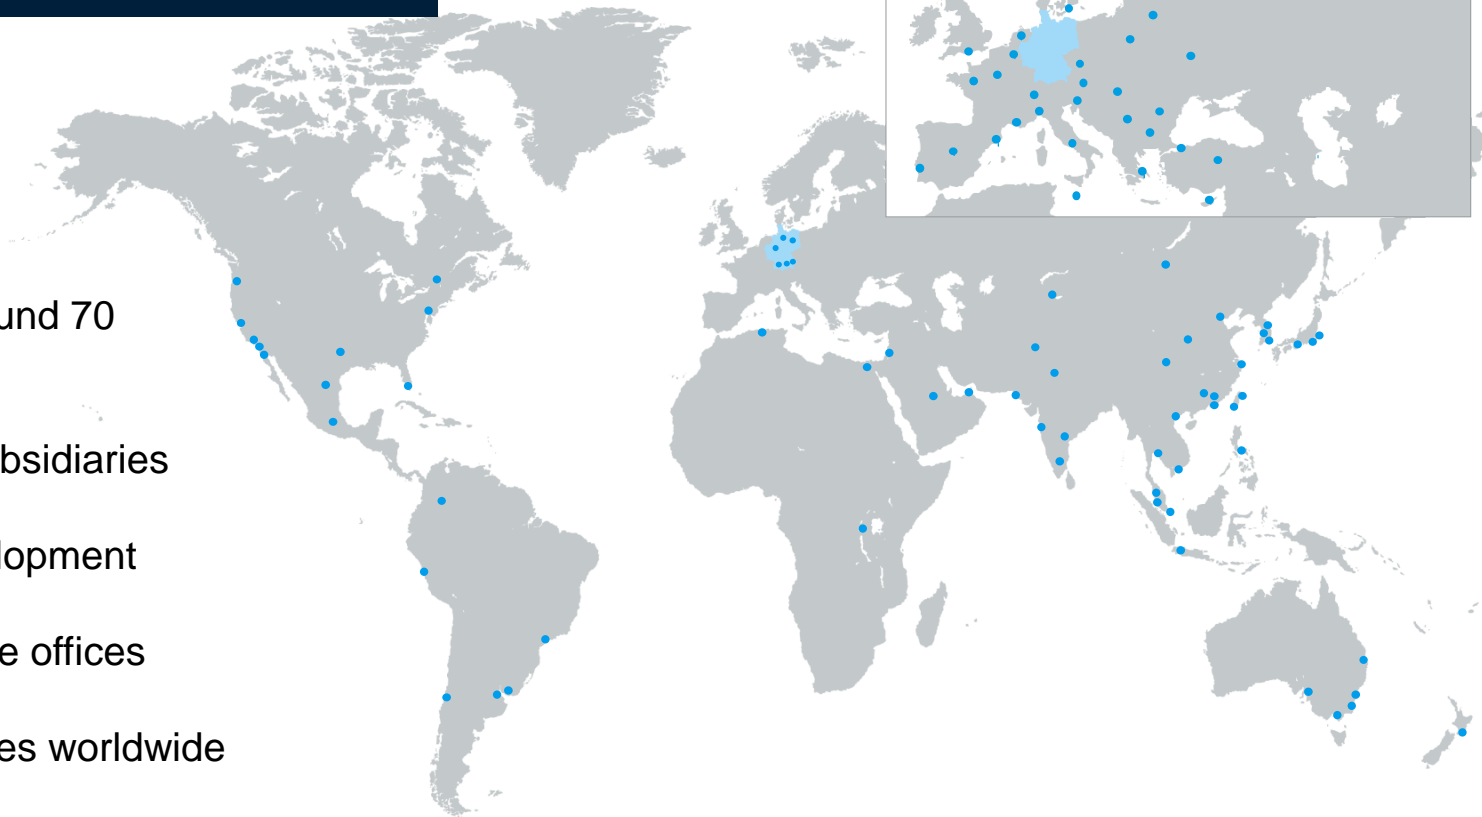 und 70
bsidiaries
lopment
e offices
es worldwide